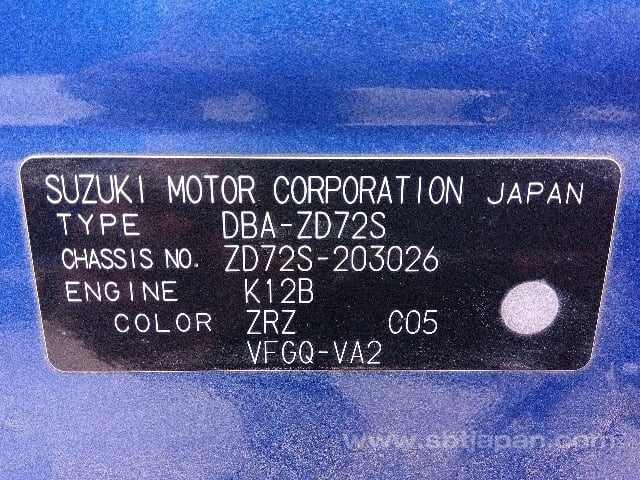 SUZUKI MOTOR CORPORATION JAPAN
TYPE DBA-ZD72S
CHASSIS NO. ZD72S-203026
ENGINE K12B
COLOR ZRZ C05
VFGQ-VA2
www.sbtjapan.com